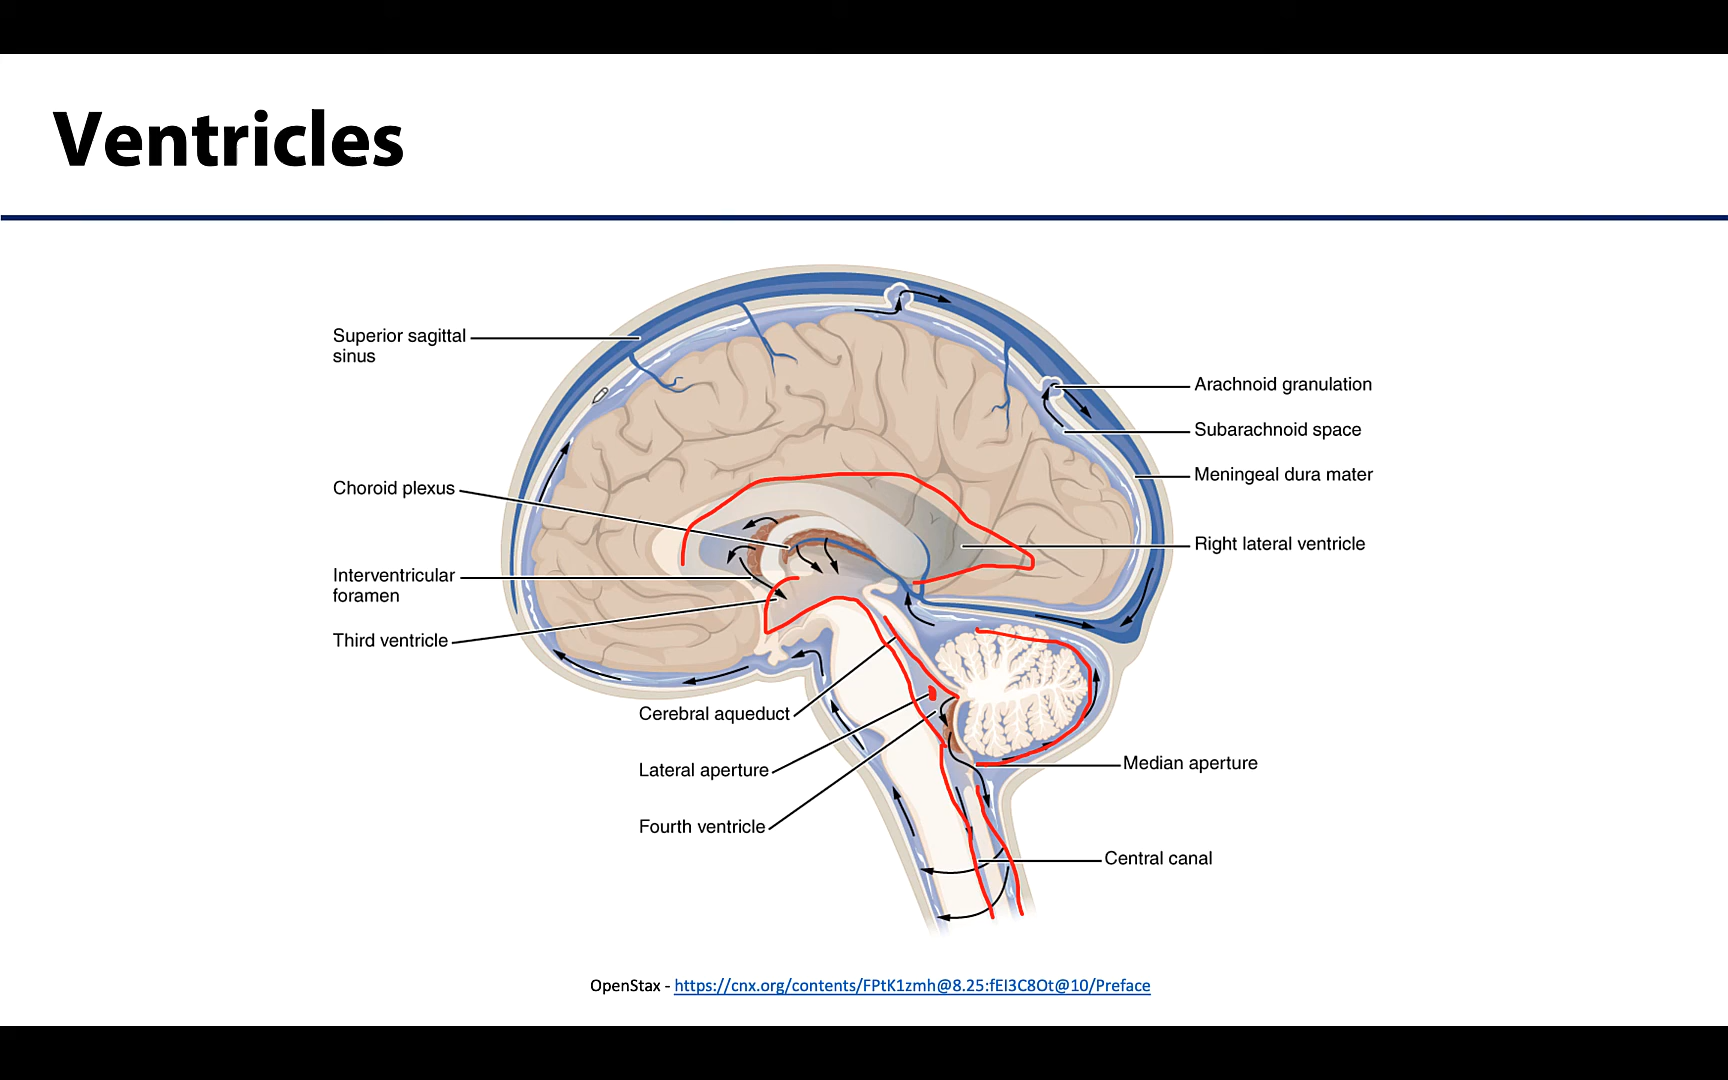 Ventricles
Superior sagittal
sinus
Arachnoid granulation
Subarachnoid space
Meningeal dura mater
Choroid plexus
Right lateral ventricle
Interventricular
foramen
Third ventricle
Cerebral aqueduct
Lateral aperture
Median aperture
Fourth ventricle
Central canal
OpenStax - https://cnx.org/contents/FPtK1zmh@8.25:fEI3C8Ot@10/Preface